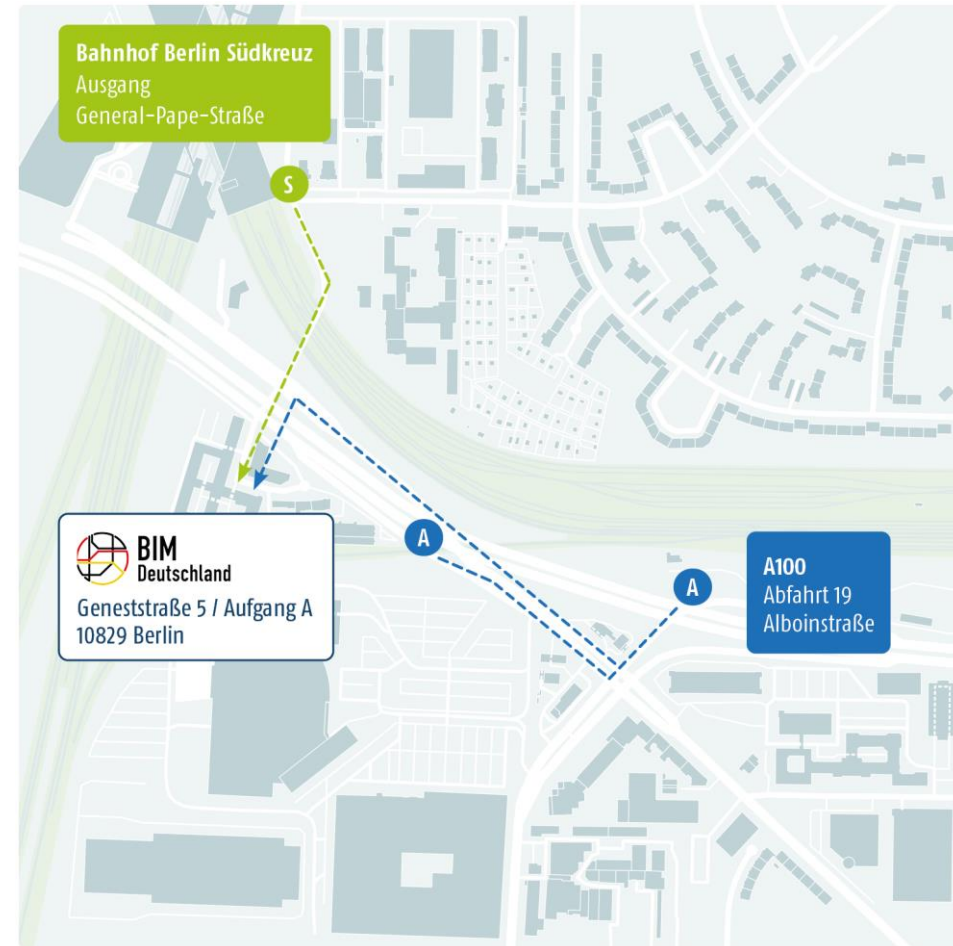 Bahnhof Berlin Südkreuz
Ausgang
General-Pape-Straße
S
A
A
BIM
Deutschland
Geneststraße 5 / Aufgang A
10829 Berlin
A100
Abfahrt 19
Alboinstraße